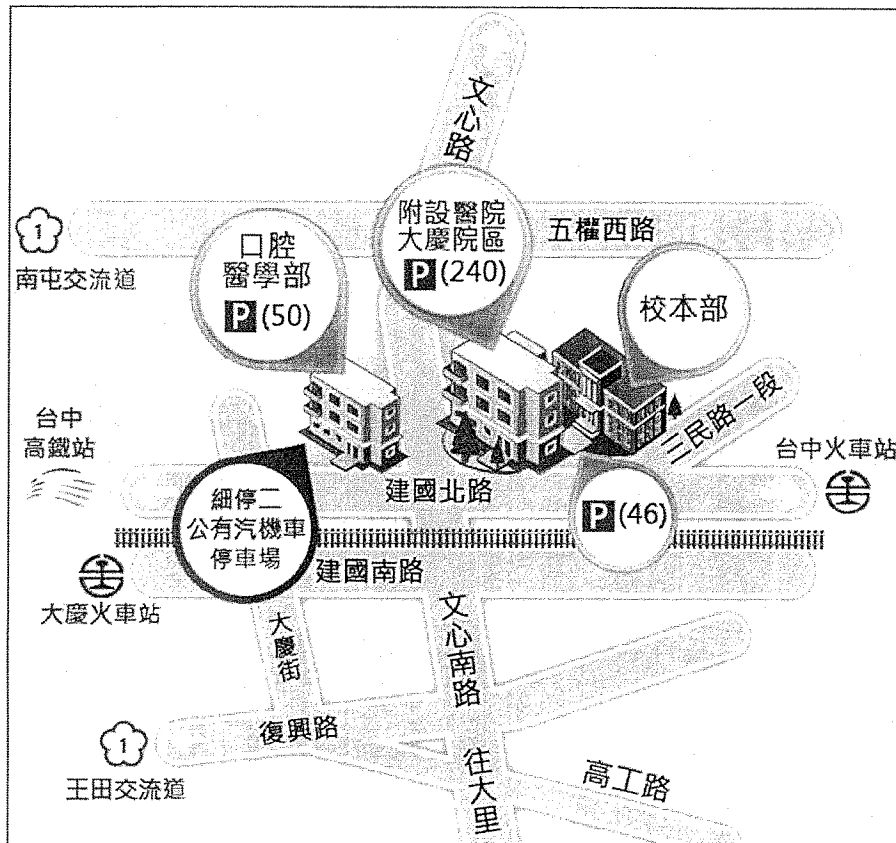 文心路
附設醫院
大慶院區
P (240)
五權西路
1
南屯交流道
口腔
醫學部
P (50)
校本部
三民路一段
台中
高鐵站
台中火車站
建國北路
細停二
公有汽機車
停車場
P (46)
建國南路
大慶火車站
大慶街
文心南路
復興路
1
王田交流道
往大里
高工路